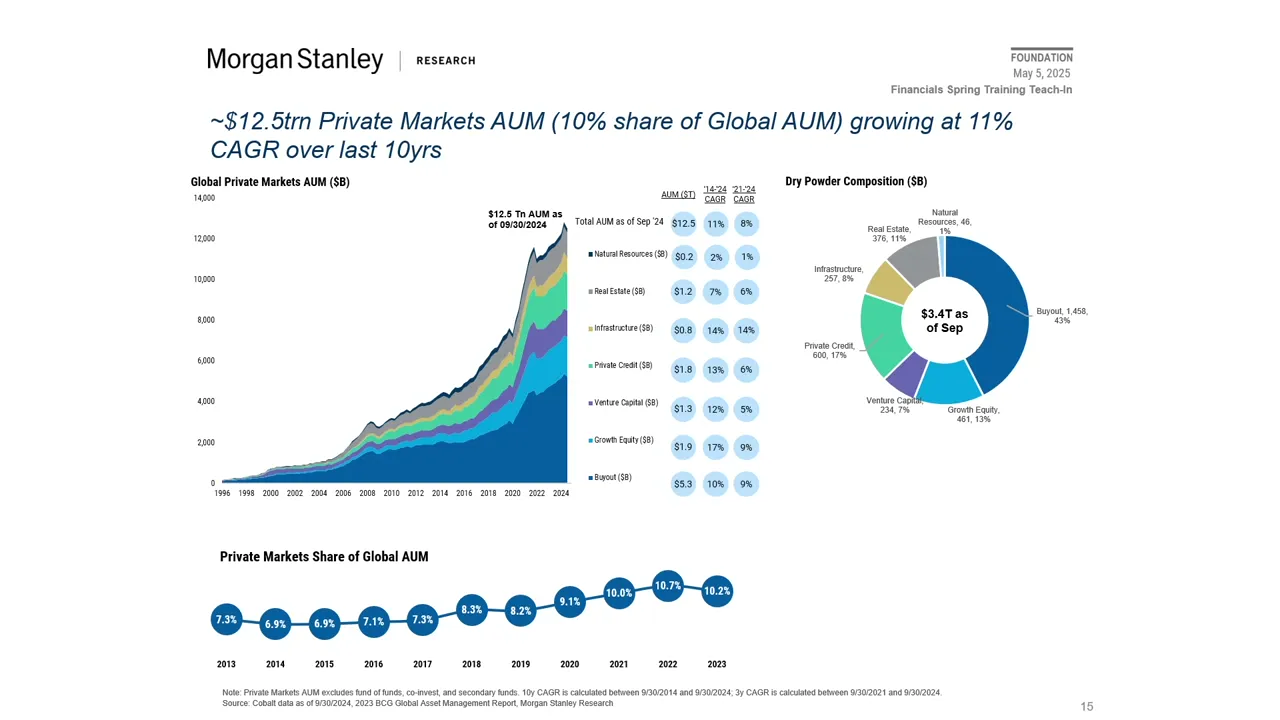 Morgan Stanley | RESEARCH
FOUNDATION
May 5, 2025
Financials Spring Training Teach-In
~$12.5trn Private Markets AUM (10% share of Global AUM) growing at 11%
CAGR over last 10yrs
Global Private Markets AUM ($B)
14,000
12,000
10,000
8,000
6,000
4,000
2,000
0
1996 1998 2000 2002 2004 2006 2008 2010 2012 2014 2016 2018 2020 2022 2024
$12.5 Tn AUM as
of 09/30/2024
AUM ($T) '14-'24 CAGR '21-'24 CAGR
Total AUM as of Sep '24 $12.5 11% 8%
Natural Resources ($B) $0.2 2% 1%
Real Estate ($B) $1.2 7% 6%
Infrastructure ($B) $0.8 14% 14%
Private Credit ($B) $1.8 13% 6%
Venture Capital ($B) $1.3 12% 5%
Growth Equity ($B) $1.9 17% 9%
Buyout ($B) $5.3 10% 9%
Dry Powder Composition ($B)
Natural
Resources, 46,
1%
Real Estate,
376, 11%
Infrastructure,
257, 8%
Private Credit,
600, 17%
Venture Capital,
234, 7%
Growth Equity,
461, 13%
Buyout, 1,458,
43%
$3.4T as
of Sep
Private Markets Share of Global AUM
7.3% 6.9% 6.9% 7.1% 7.3% 8.3% 8.2% 9.1% 10.0% 10.7% 10.2%
2013 2014 2015 2016 2017 2018 2019 2020 2021 2022 2023
Note: Private Markets AUM excludes fund of funds, co-invest, and secondary funds. 10y CAGR is calculated between 9/30/2014 and 9/30/2024; 3y CAGR is calculated between 9/30/2021 and 9/30/2024.
Source: Cobalt data as of 9/30/2024, 2023 BCG Global Asset Management Report, Morgan Stanley Research
15